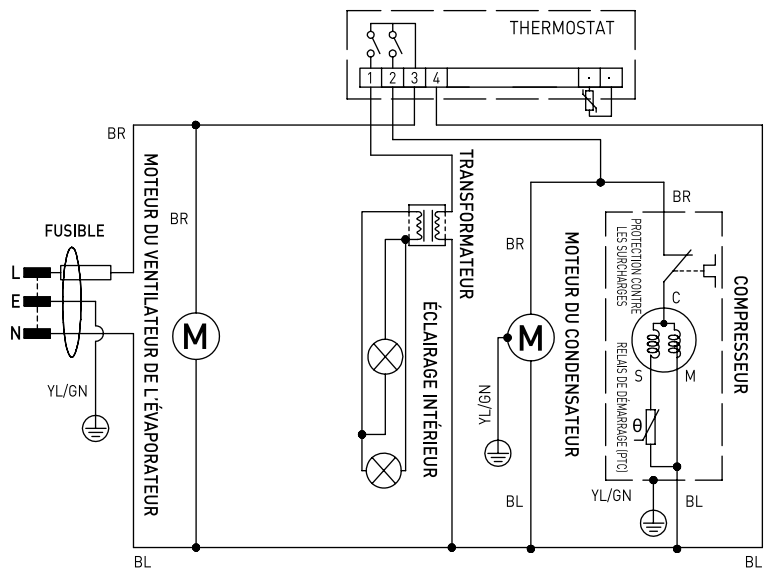 THERMOSTAT
1 2 3 4
BR
MOTEUR DU VENTILATEUR DE L'ÉVAPORATEUR
BR
FUSIBLE
L
E
N
YL/GN
M
TRANSFORMATEUR
ÉCLAIRAGE INTÉRIEUR
BR
M
YL/GN
MOTEUR DU CONDENSATEUR
BL
BR
PROTECTION CONTRE
LES SURCHARGES
C
S
M
RELAIS DE DÉMARRAGE (PTC)
θ
COMPRESSEUR
YL/GN
BL
BL
BL